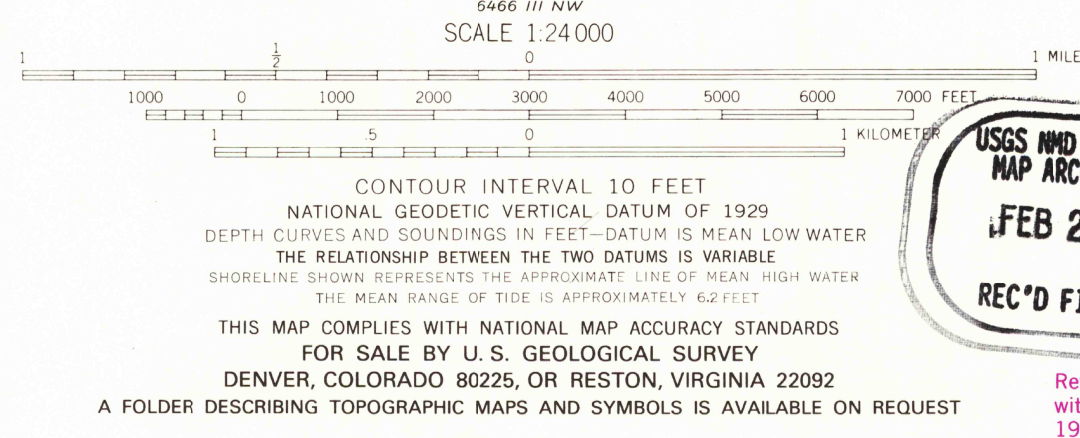 6466 III NW
SCALE 1:24 000
1 1/2 0 1 MILE
1000 0 1000 2000 3000 4000 5000 6000 7000 FEET
1 .5 0 1 KILOMETER
CONTOUR INTERVAL 10 FEET
NATIONAL GEODETIC VERTICAL DATUM OF 1929
DEPTH CURVES AND SOUNDINGS IN FEET—DATUM IS MEAN LOW WATER
THE RELATIONSHIP BETWEEN THE TWO DATUMS IS VARIABLE
SHORELINE SHOWN REPRESENTS THE APPROXIMATE LINE OF MEAN HIGH WATER
THE MEAN RANGE OF TIDE IS APPROXIMATELY 6.2 FEET
THIS MAP COMPLIES WITH NATIONAL MAP ACCURACY STANDARDS
FOR SALE BY U. S. GEOLOGICAL SURVEY
DENVER, COLORADO 80225, OR RESTON, VIRGINIA 22092
A FOLDER DESCRIBING TOPOGRAPHIC MAPS AND SYMBOLS IS AVAILABLE ON REQUEST
USGS NMD
MAP ARC
FEB 2
REC'D FI
Re
wit
19